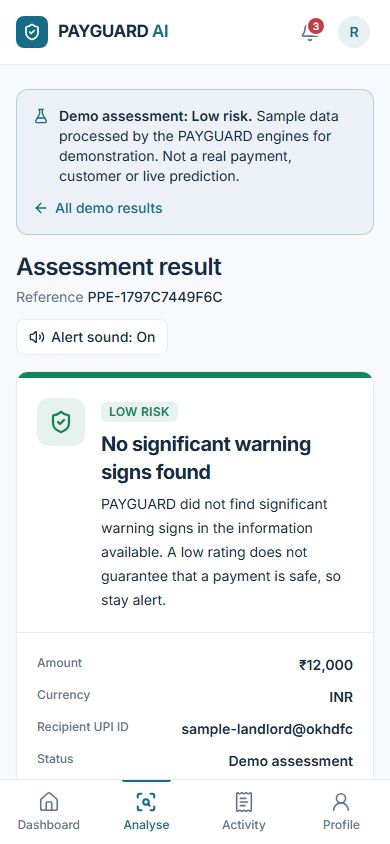 PAYGUARD AI
3
R
Demo assessment: Low risk. Sample data
processed by the PAYGUARD engines for
demonstration. Not a real payment,
customer or live prediction.
← All demo results
Assessment result
Reference PPE-1797C7449F6C
Alert sound: On
LOW RISK
No significant warning
signs found
PAYGUARD did not find significant
warning signs in the information
available. A low rating does not
guarantee that a payment is safe, so
stay alert.
Amount ₹12,000
Currency INR
Recipient UPI ID sample-landlord@okhdfc
Status Demo assessment
Dashboard Analyse Activity Profile